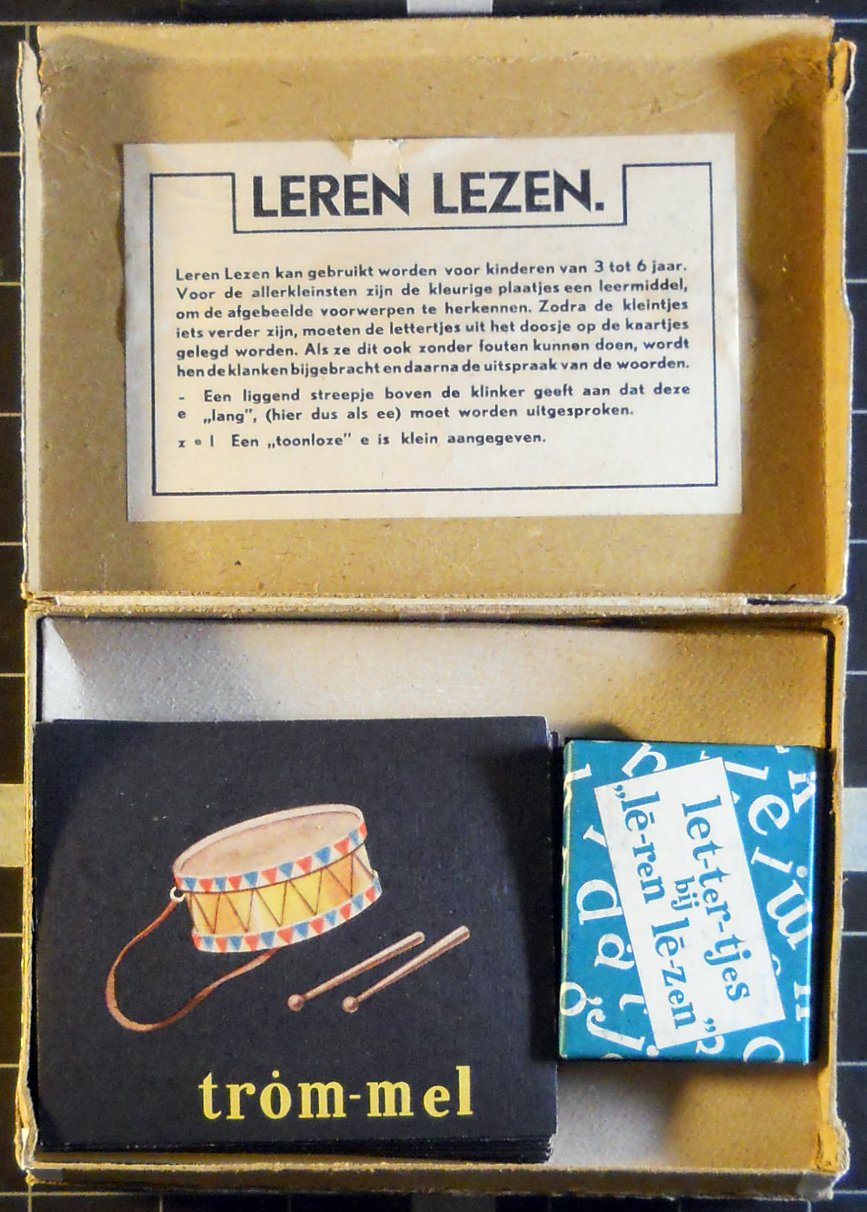 LEREN LEZEN.
Leren Lezen kan gebruikt worden voor kinderen van 3 tot 6 jaar.
Voor de allerkleinsten zijn de kleurige plaatjes een leermiddel,
om de afgebeelde voorwerpen te herkennen. Zodra de kleintjes
iets verder zijn, moeten de lettertjes uit het doosje op de kaartjes
gelegd worden. Als ze dit ook zonder fouten kunnen doen, wordt
hen de klanken bijgebracht en daarna de uitspraak van de woorden.
- Een liggend streepje boven de klinker geeft aan dat deze
e „lang”, (hier dus als ee) moet worden uitgesproken.
z e l Een „toonloze” e is klein aangegeven.
let-ter-tjes
bij
„lē-ren lē-zen”
trȯm-mel